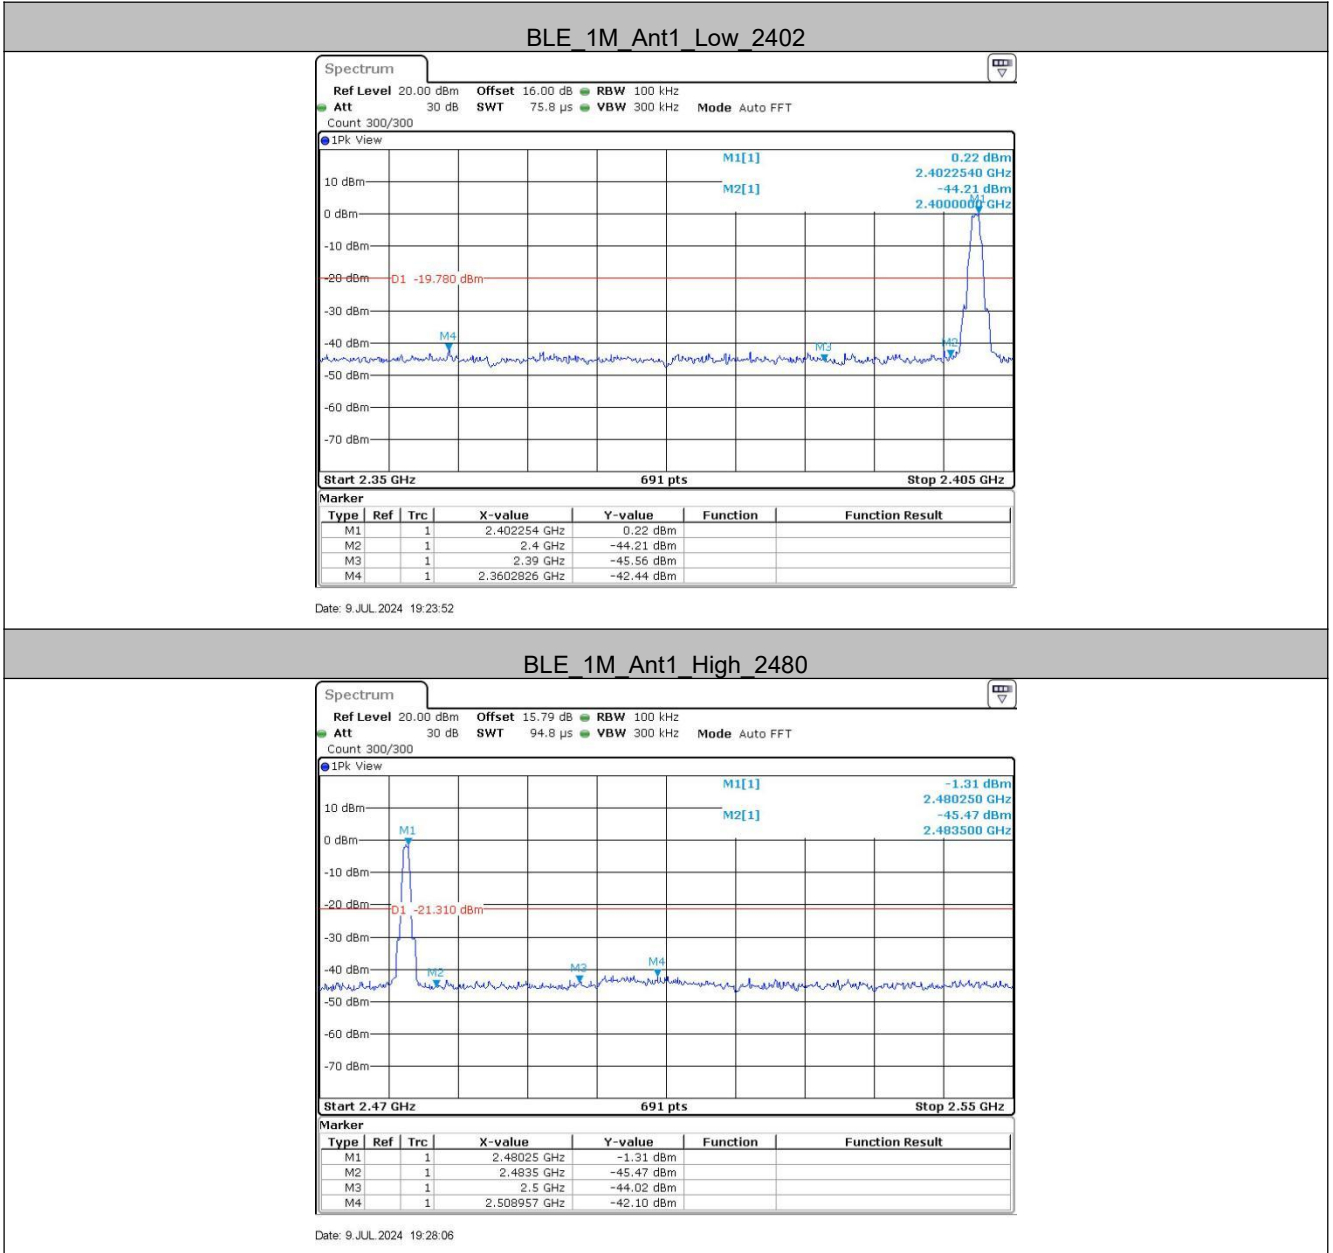 BLE_1M_Ant1_Low_2402
Spectrum
Ref Level 20.00 dBm Offset 16.00 dB RBW 100 kHz
Att 30 dB SWT 75.8 µs VBW 300 kHz Mode Auto FFT
Count 300/300
1Pk View
M1[1] 0.22 dBm
2.4022540 GHz
10 dBm
M2[1] -44.21 dBm
2.4000000 GHz
M1
0 dBm
-10 dBm
-20 dBm
D1 -19.780 dBm
-30 dBm
M4
-40 dBm
M3
M2
-50 dBm
-60 dBm
-70 dBm
Start 2.35 GHz 691 pts Stop 2.405 GHz
Marker
Type Ref Trc X-value Y-value Function Function Result
M1 1 2.402254 GHz 0.22 dBm
M2 1 2.4 GHz -44.21 dBm
M3 1 2.39 GHz -45.56 dBm
M4 1 2.3602826 GHz -42.44 dBm
Date: 9.JUL.2024 19:23:52
BLE_1M_Ant1_High_2480
Spectrum
Ref Level 20.00 dBm Offset 15.79 dB RBW 100 kHz
Att 30 dB SWT 94.8 µs VBW 300 kHz Mode Auto FFT
Count 300/300
1Pk View
M1[1] -1.31 dBm
2.480250 GHz
10 dBm
M2[1] -45.47 dBm
2.483500 GHz
M1
0 dBm
-10 dBm
-20 dBm
D1 -21.310 dBm
-30 dBm
-40 dBm
M2
M3
M4
-50 dBm
-60 dBm
-70 dBm
Start 2.47 GHz 691 pts Stop 2.55 GHz
Marker
Type Ref Trc X-value Y-value Function Function Result
M1 1 2.48025 GHz -1.31 dBm
M2 1 2.4835 GHz -45.47 dBm
M3 1 2.5 GHz -44.02 dBm
M4 1 2.508957 GHz -42.10 dBm
Date: 9.JUL.2024 19:28:06